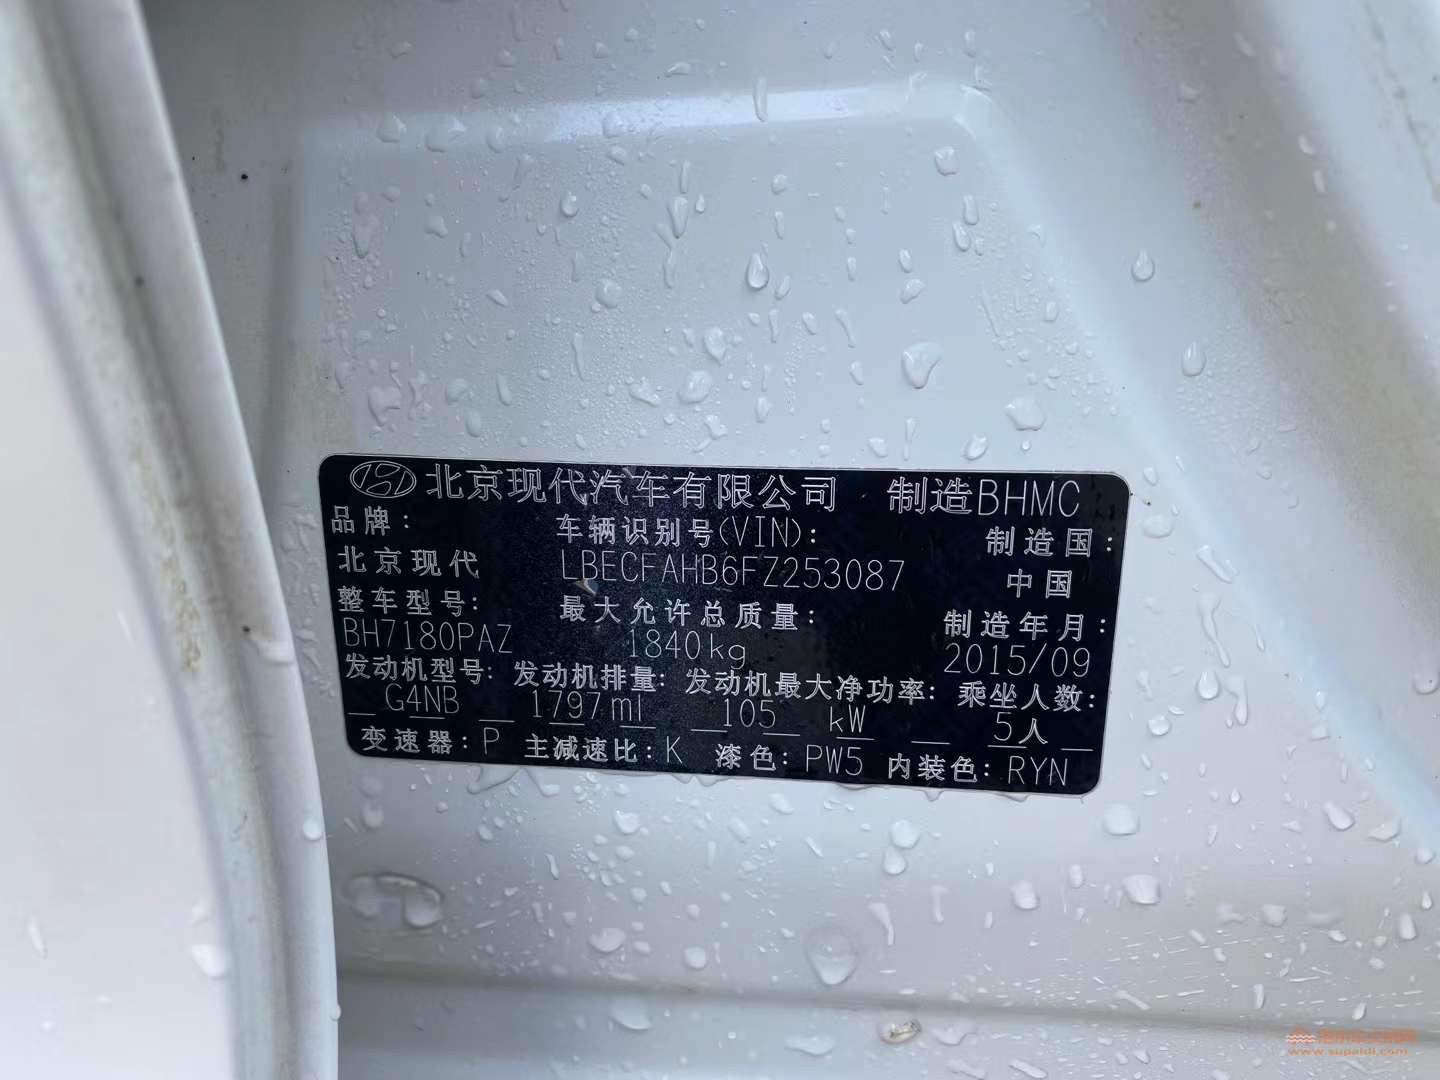 北京现代汽车有限公司 制造BHMC
品牌： 车辆识别号(VIN)： 制造国：
北京现代 LBECFAHB6FZ253087 中国
整车型号： 最大允许总质量： 制造年月：
BH7180PAZ 1840kg 2015/09
发动机型号： 发动机排量： 发动机最大净功率： 乘坐人数：
G4NB 1797ml 105 kW 5人
变速器：P 主减速比：K 漆色：PW5 内装色：RYN
www.supaidi.com